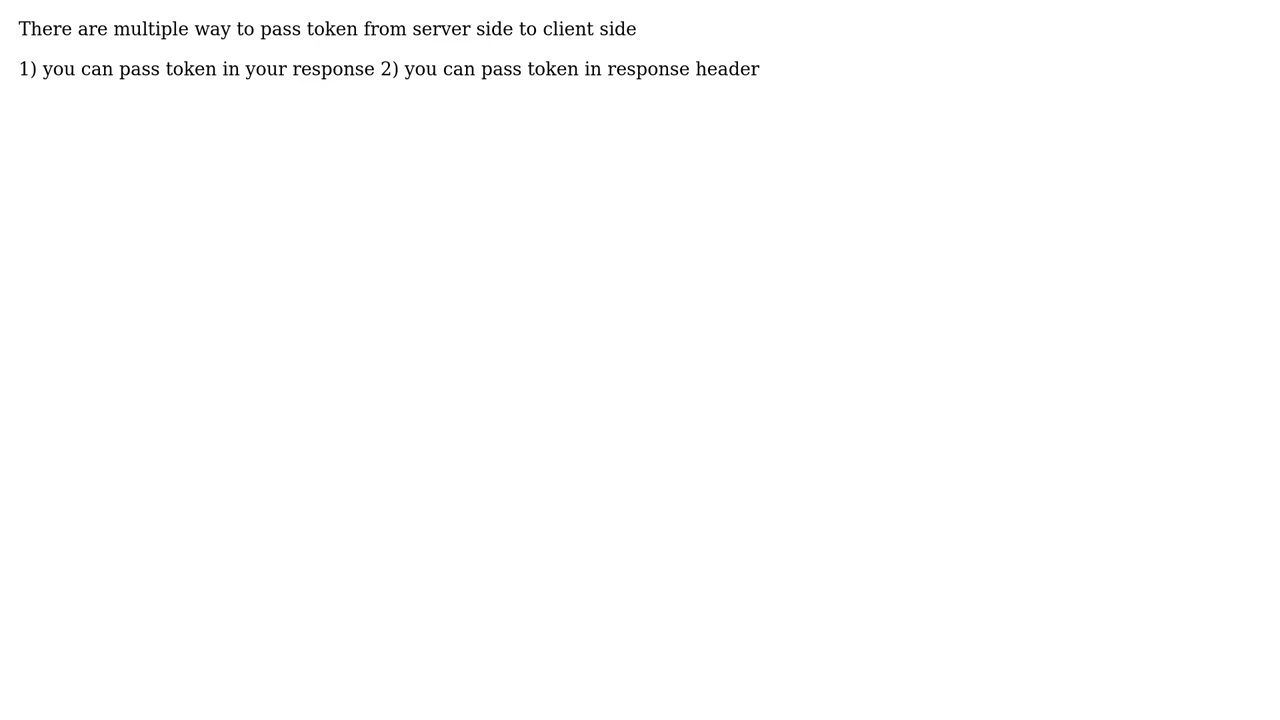 There are multiple way to pass token from server side to client side
1) you can pass token in your response 2) you can pass token in response header